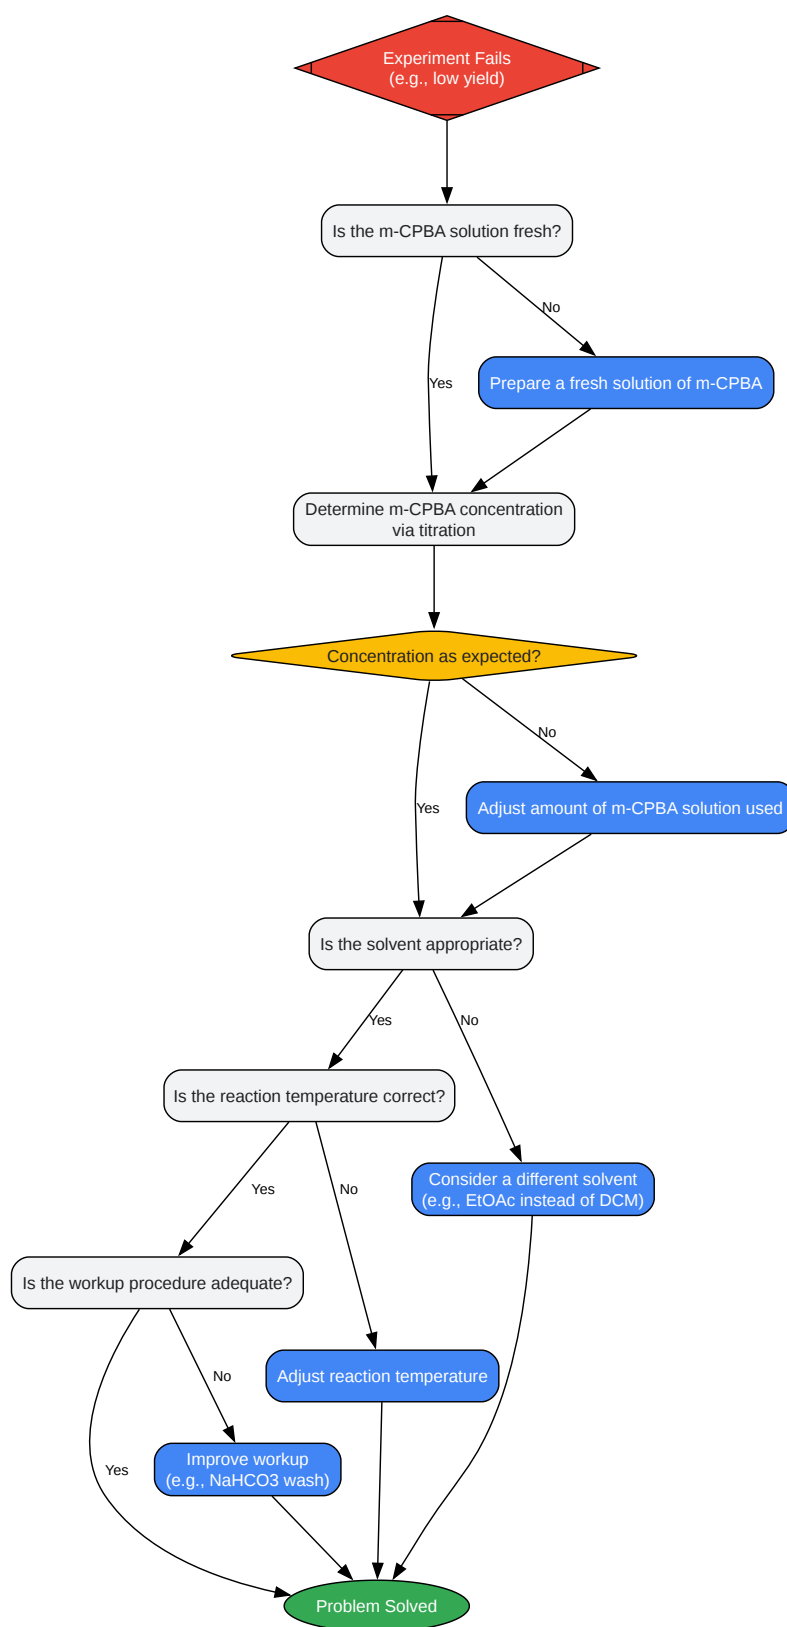 Experiment Fails
(e.g., low yield)
Is the m-CPBA solution fresh?
No
Yes
Prepare a fresh solution of m-CPBA
Determine m-CPBA concentration
via titration
Concentration as expected?
No
Yes
Adjust amount of m-CPBA solution used
Is the solvent appropriate?
Yes
No
Is the reaction temperature correct?
Yes
No
Consider a different solvent
(e.g., EtOAc instead of DCM)
Is the workup procedure adequate?
No
Adjust reaction temperature
Yes
Improve workup
(e.g., NaHCO3 wash)
Problem Solved